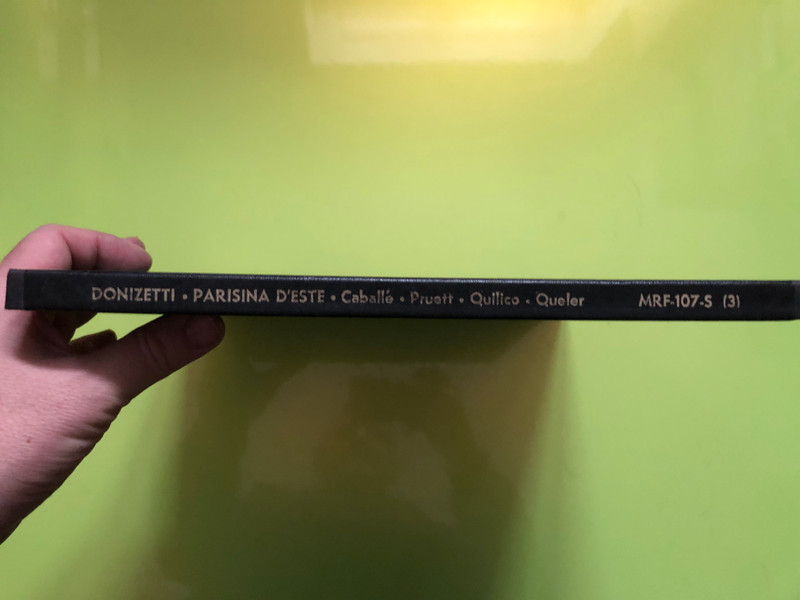 DONIZETTI • PARISINA D'ESTE • Caballé • Pruett • Quilico • Queler MRF-107-S (3)